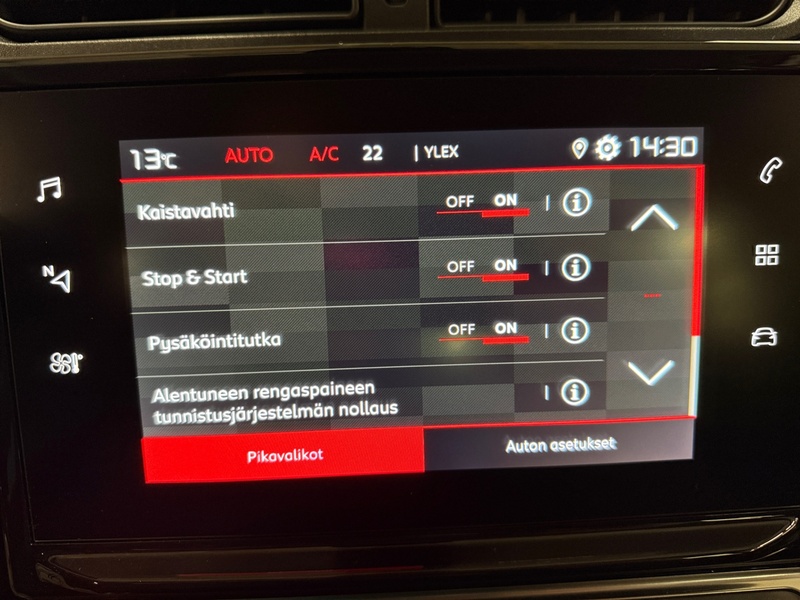 13°C AUTO A/C 22 | YLEX 14:30
Kaistavahti OFF ON
Stop & Start OFF ON
Pysäköintitutka OFF ON
Alentuneen rengaspaineen
tunnistusjärjestelmän nollaus
Pikavalikot Auton asetukset
N